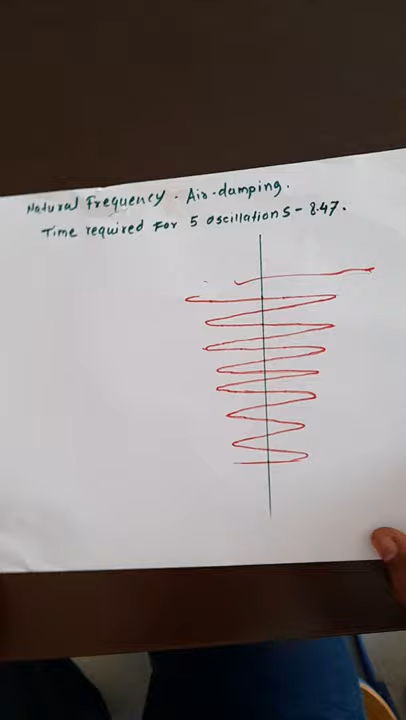 Natural Frequency - Air-damping.
Time required For 5 oscillations - 8.47.